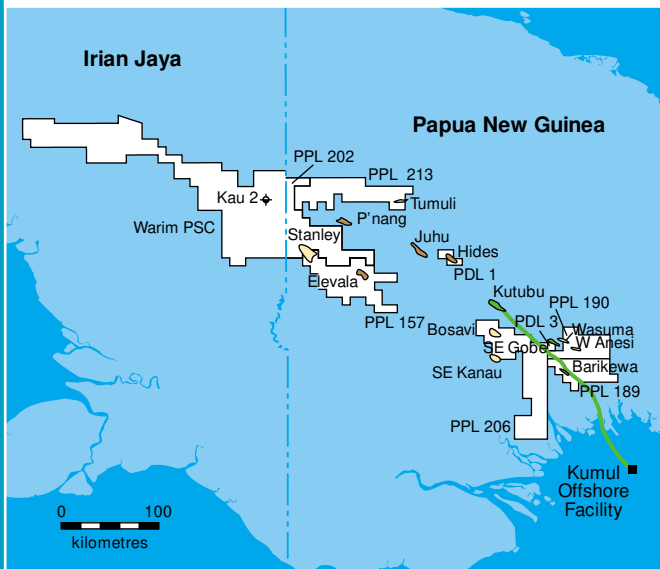 Irian Jaya
Papua New Guinea
PPL 202
PPL 213
Kau 2
Tumuli
P'nang
Warim PSC
Stanley
Juhu
Hides
Elevala
PDL 1
Kutubu
PPL 190
PPL 157
Bosavi
PDL 3
Wasuma
SE Gobe
W Anesi
SE Kanau
Barikewa
PPL 189
PPL 206
Kumul
Offshore
Facility
0 100
kilometres